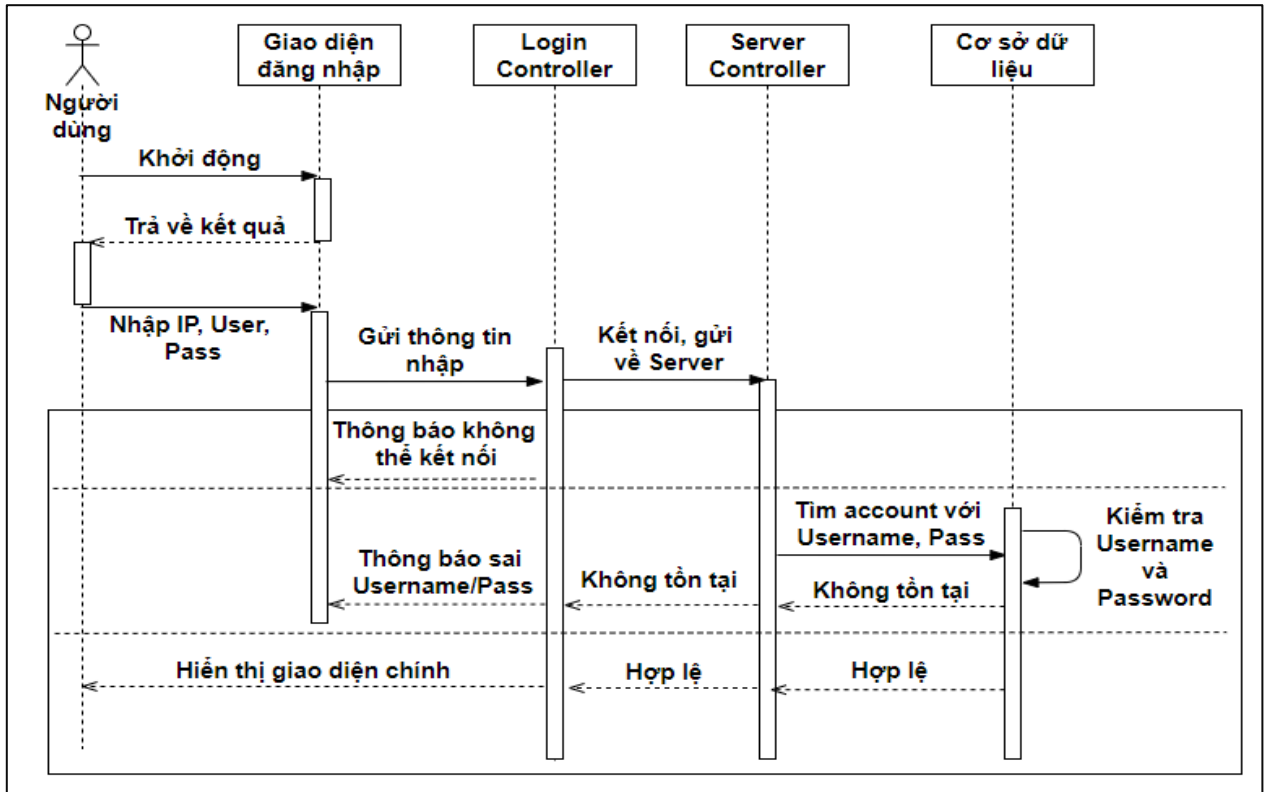 Người
dùng
Giao diện
đăng nhập
Login
Controller
Server
Controller
Cơ sở dữ
liệu
Khởi động
Trả về kết quả
Nhập IP, User,
Pass
Gửi thông tin
nhập
Kết nối, gửi
về Server
Thông báo không
thể kết nối
Tìm account với
Username, Pass
Kiểm tra
Username
và
Password
Thông báo sai
Username/Pass
Không tồn tại
Không tồn tại
Hiển thị giao diện chính
Hợp lệ
Hợp lệ